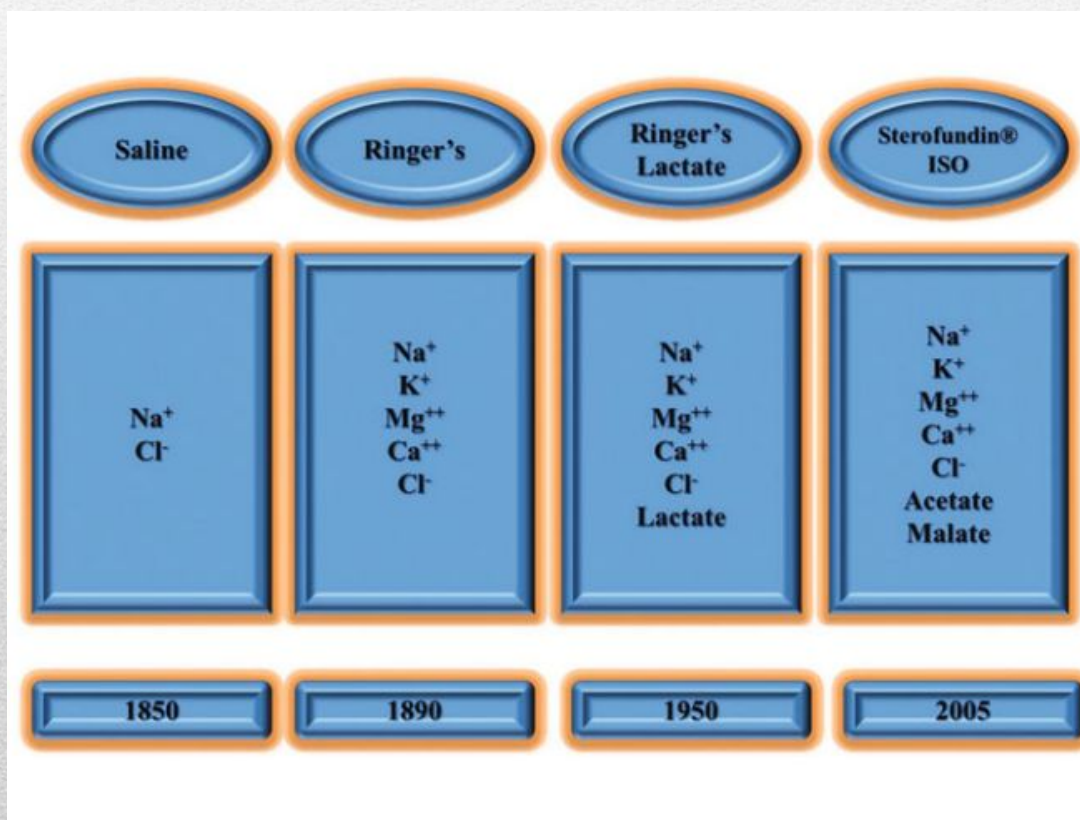 Saline
Ringer's
Ringer's
Lactate
Sterofundin®
ISO
Na⁺
Cl⁻
Na⁺
K⁺
Mg⁺⁺
Ca⁺⁺
Cl⁻
Na⁺
K⁺
Mg⁺⁺
Ca⁺⁺
Cl⁻
Lactate
Na⁺
K⁺
Mg⁺⁺
Ca⁺⁺
Cl⁻
Acetate
Malate
1850
1890
1950
2005